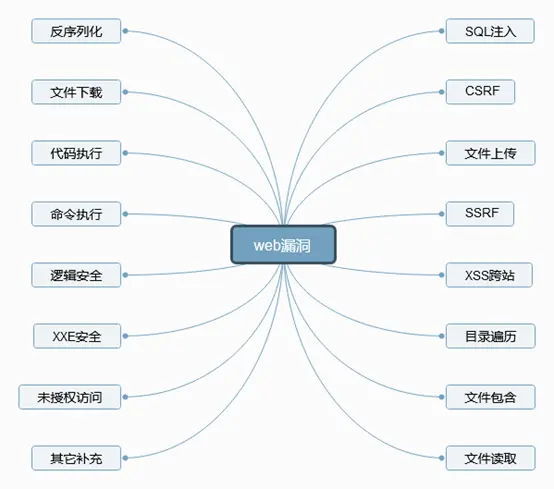 反序列化
文件下载
代码执行
命令执行
逻辑安全
XXE安全
未授权访问
其它补充
web漏洞
SQL注入
CSRF
文件上传
SSRF
XSS跨站
目录遍历
文件包含
文件读取